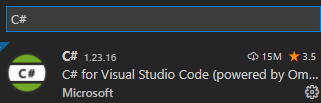 C#
C#
C# 1.23.16 15M 3.5
C# for Visual Studio Code (powered by Om...
Microsoft